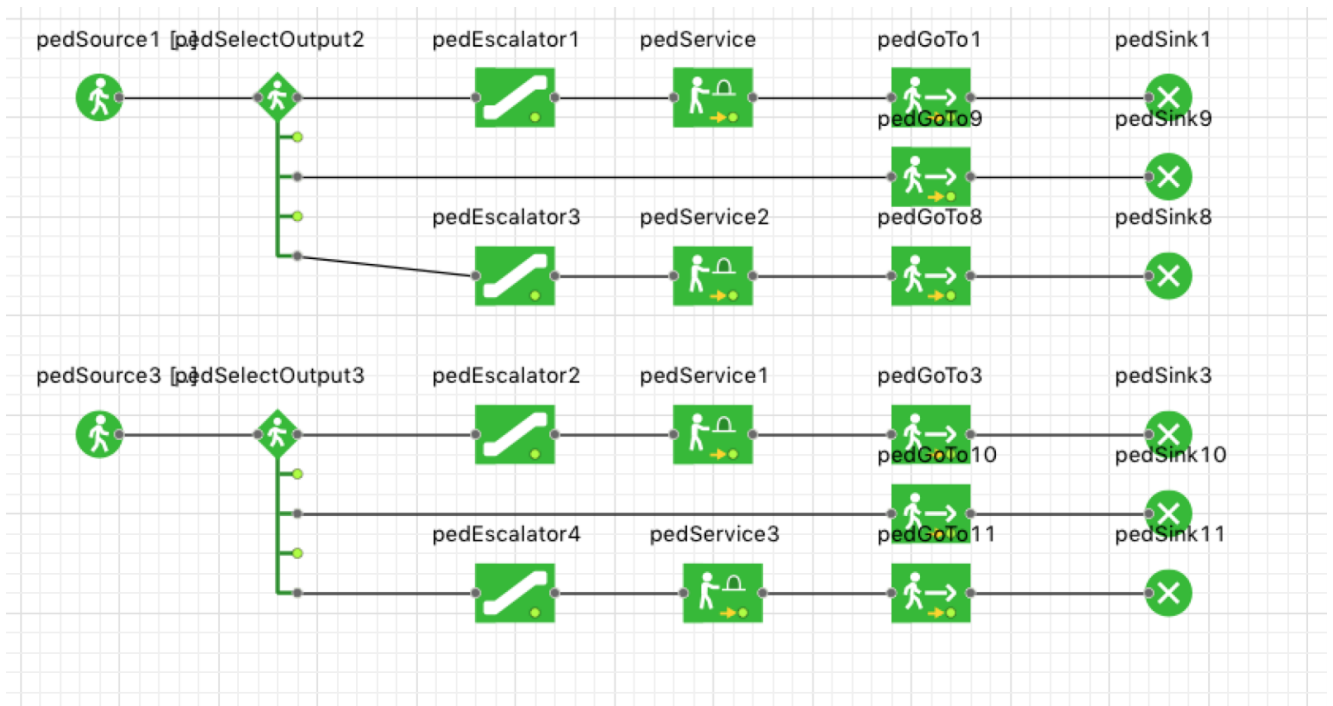 pedSource1 [..] pedSelectOutput2 pedEscalator1 pedService pedGoTo1 pedSink1
pedGoTo9 pedSink9
pedEscalator3 pedService2 pedGoTo8 pedSink8
pedSource3 [..] pedSelectOutput3 pedEscalator2 pedService1 pedGoTo3 pedSink3
pedGoTo10 pedSink10
pedEscalator4 pedService3 pedGoTo11 pedSink11